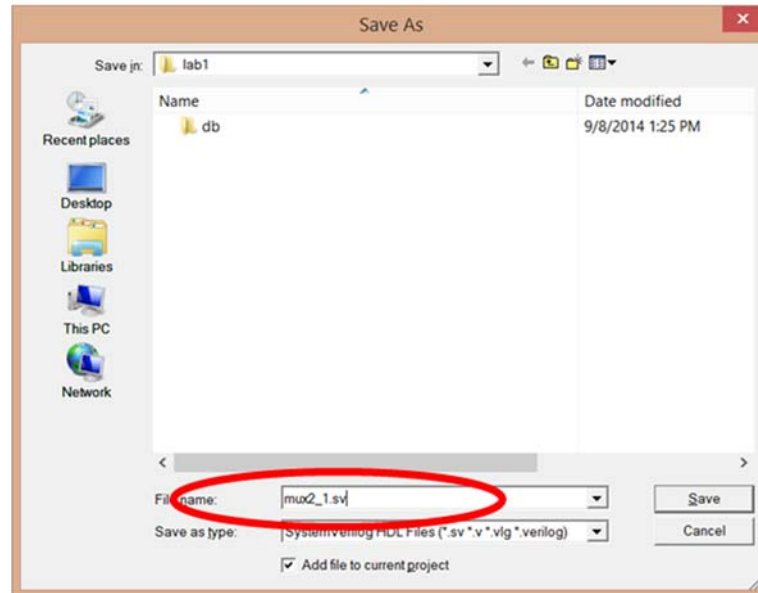 Save As
Save in:
lab1
Recent places
Desktop
Libraries
This PC
Network
Name
Date modified
db
9/8/2014 1:25 PM
File name:
mux2_1.sv
Save
Save as type:
SystemVerilog HDL Files (*.sv *.v *.vlg *.verilog)
Cancel
Add file to current project